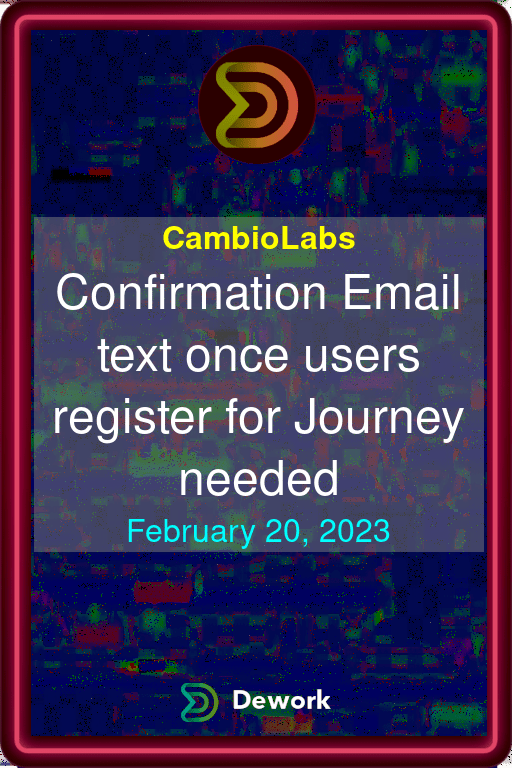 CambioLabs
Confirmation Email
text once users
register for Journey
needed
February 20, 2023
Dework